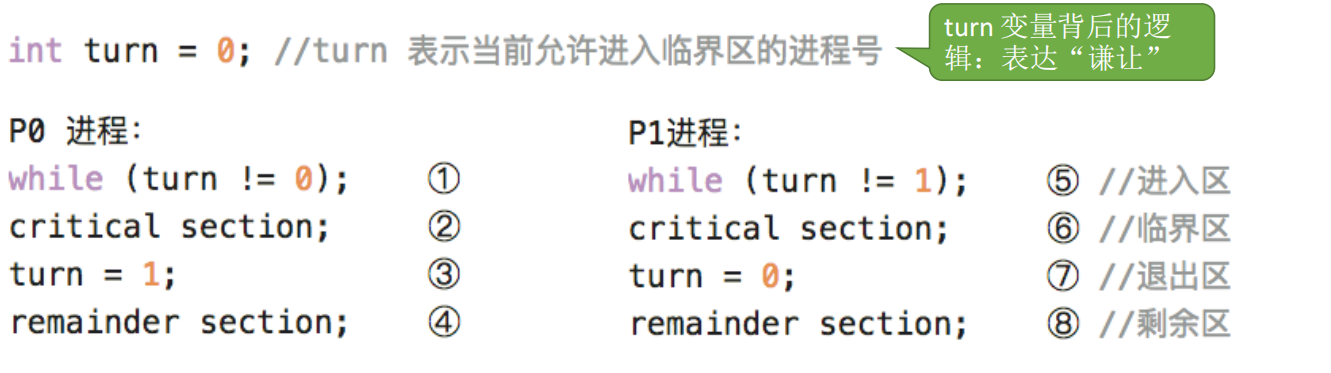 int turn = 0; //turn 表示当前允许进入临界区的进程号
turn 变量背后的逻
辑：表达“谦让”
P0 进程：
while (turn != 0); ①
critical section; ②
turn = 1; ③
remainder section; ④
P1进程：
while (turn != 1); ⑤ //进入区
critical section; ⑥ //临界区
turn = 0; ⑦ //退出区
remainder section; ⑧ //剩余区